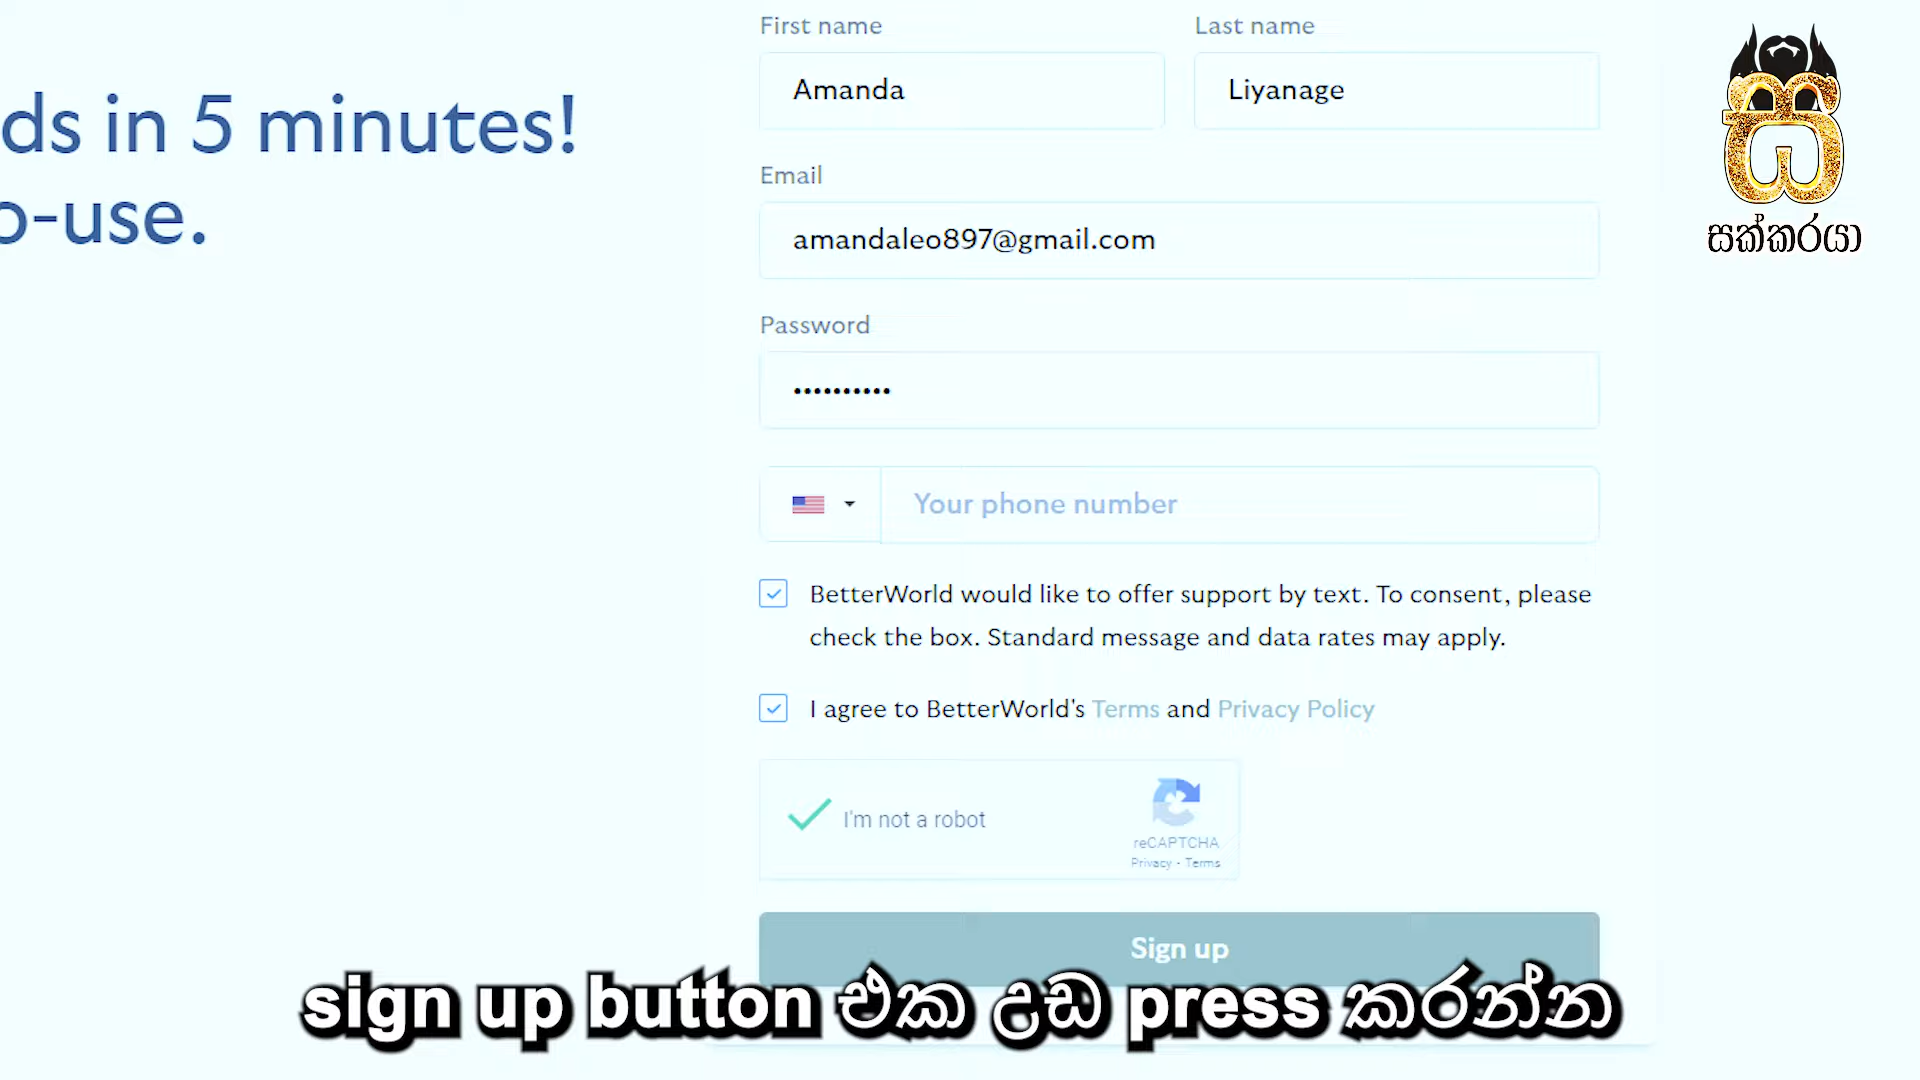 First name
Last name
Amanda
Liyanage
ds in 5 minutes!
o-use.
Email
amandaleo897@gmail.com
සක්කරයා
Password
••••••••••
Your phone number
BetterWorld would like to offer support by text. To consent, please
check the box. Standard message and data rates may apply.
I agree to BetterWorld's Terms and Privacy Policy
I'm not a robot
reCAPTCHA
Privacy - Terms
Sign up
sign up button එක උඩ press කරන්න